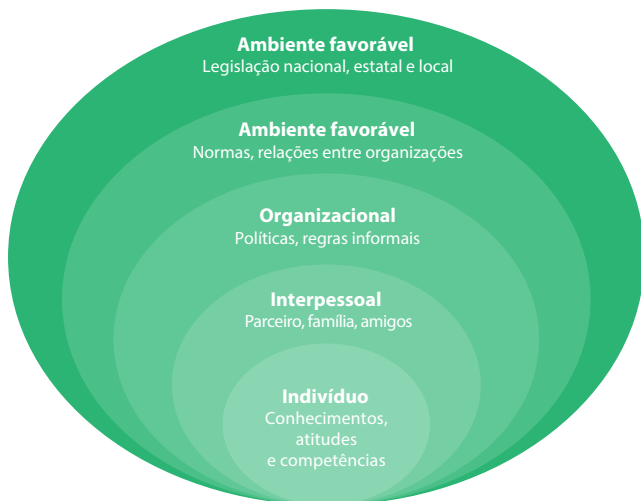 Ambiente favorável
Legislação nacional, estatal e local
Ambiente favorável
Normas, relações entre organizações
Organizacional
Políticas, regras informais
Interpessoal
Parceiro, família, amigos
Indivíduo
Conhecimentos,
atitudes
e competências